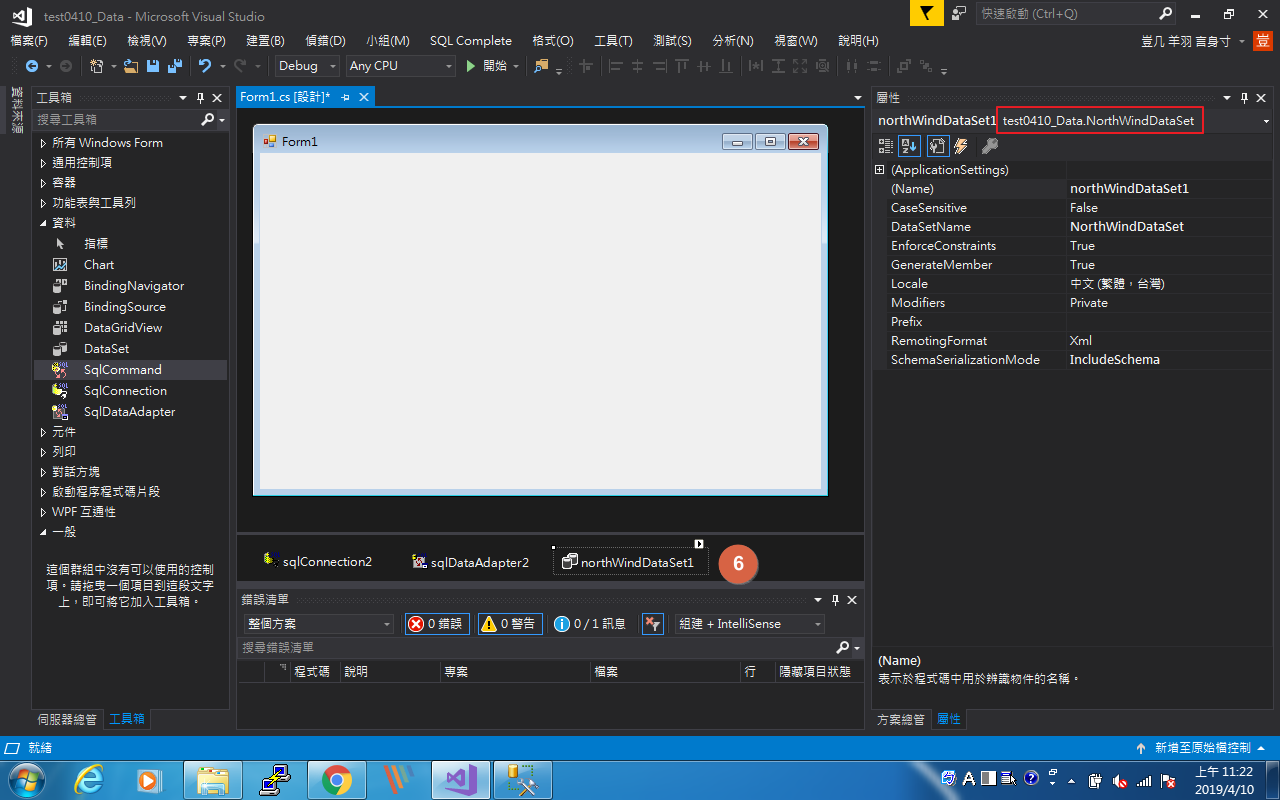 test0410_Data - Microsoft Visual Studio
快速啟動 (Ctrl+Q)
檔案(F) 編輯(E) 檢視(V) 專案(P) 建置(B) 偵錯(D) 小組(M) SQL Complete 格式(O) 工具(T) 測試(S) 分析(N) 視窗(W) 說明(H)
豈几 羊羽 亯身寸
豈
Debug Any CPU 開始
資料來源
工具箱
搜尋工具箱
所有 Windows Form
通用控制項
容器
功能表與工具列
資料
指標
Chart
BindingNavigator
BindingSource
DataGridView
DataSet
SqlCommand
SqlConnection
SqlDataAdapter
元件
列印
對話方塊
啟動程序程式碼片段
WPF 互通性
一般
這個群組中沒有可以使用的控制
項。請拖曳一個項目到這段文字
上，即可將它加入工具箱。
伺服器總管 工具箱
Form1.cs [設計]*
Form1
sqlConnection2 sqlDataAdapter2 northWindDataSet1 6
錯誤清單
整個方案 0 錯誤 0 警告 0 / 1 訊息 組建 + IntelliSense
搜尋錯誤清單
程式碼 說明 專案 檔案 行 隱藏項目狀態
屬性
northWindDataSet1 test0410_Data.NorthWindDataSet
(ApplicationSettings)
(Name) northWindDataSet1
CaseSensitive False
DataSetName NorthWindDataSet
EnforceConstraints True
GenerateMember True
Locale 中文 (繁體，台灣)
Modifiers Private
Prefix
RemotingFormat Xml
SchemaSerializationMode IncludeSchema
(Name)
表示於程式碼中用於辨識物件的名稱。
方案總管 屬性
就緒
新增至原始檔控制
A
上午 11:22
2019/4/10